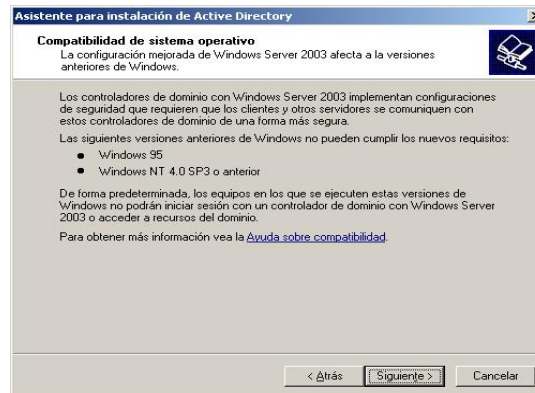 Asistente para instalación de Active Directory
Compatibilidad de sistema operativo
La configuración mejorada de Windows Server 2003 afecta a la versiones
anteriores de Windows.
Los controladores de dominio con Windows Server 2003 implementan configuraciones
de seguridad que requieren que los clientes y otros servidores se comuniquen con
estos controladores de dominio de una forma más segura.
Las siguientes versiones anteriores de Windows no pueden cumplir los nuevos requisitos:
● Windows 95
● Windows NT 4.0 SP3 o anterior
De forma predeterminada, los equipos en los que se ejecuten estas versiones de
Windows no podrán iniciar sesión con un controlador de dominio con Windows Server
2003 o acceder a recursos del dominio.
Para obtener más información vea la Ayuda sobre compatibilidad.
< Atrás Siguiente > Cancelar